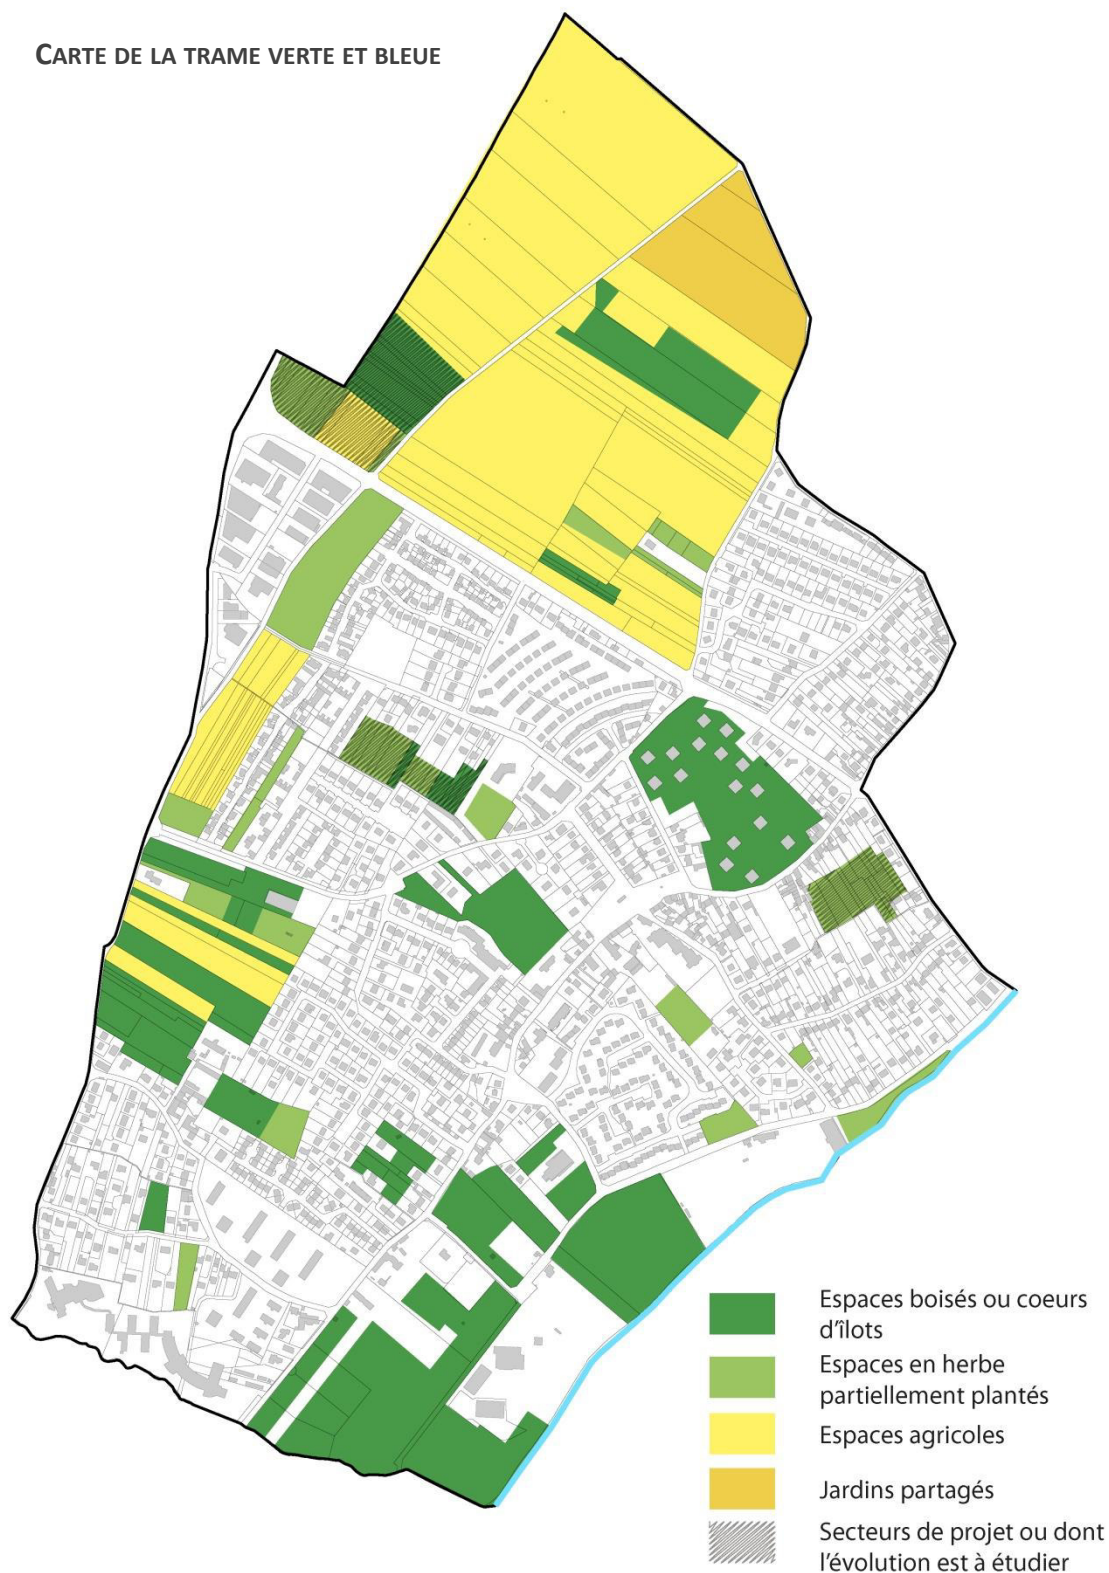 CARTE DE LA TRAME VERTE ET BLEUE
Espaces boisés ou coeurs
d'îlots
Espaces en herbe
partiellement plantés
Espaces agricoles
Jardins partagés
Secteurs de projet ou dont
l'évolution est à étudier